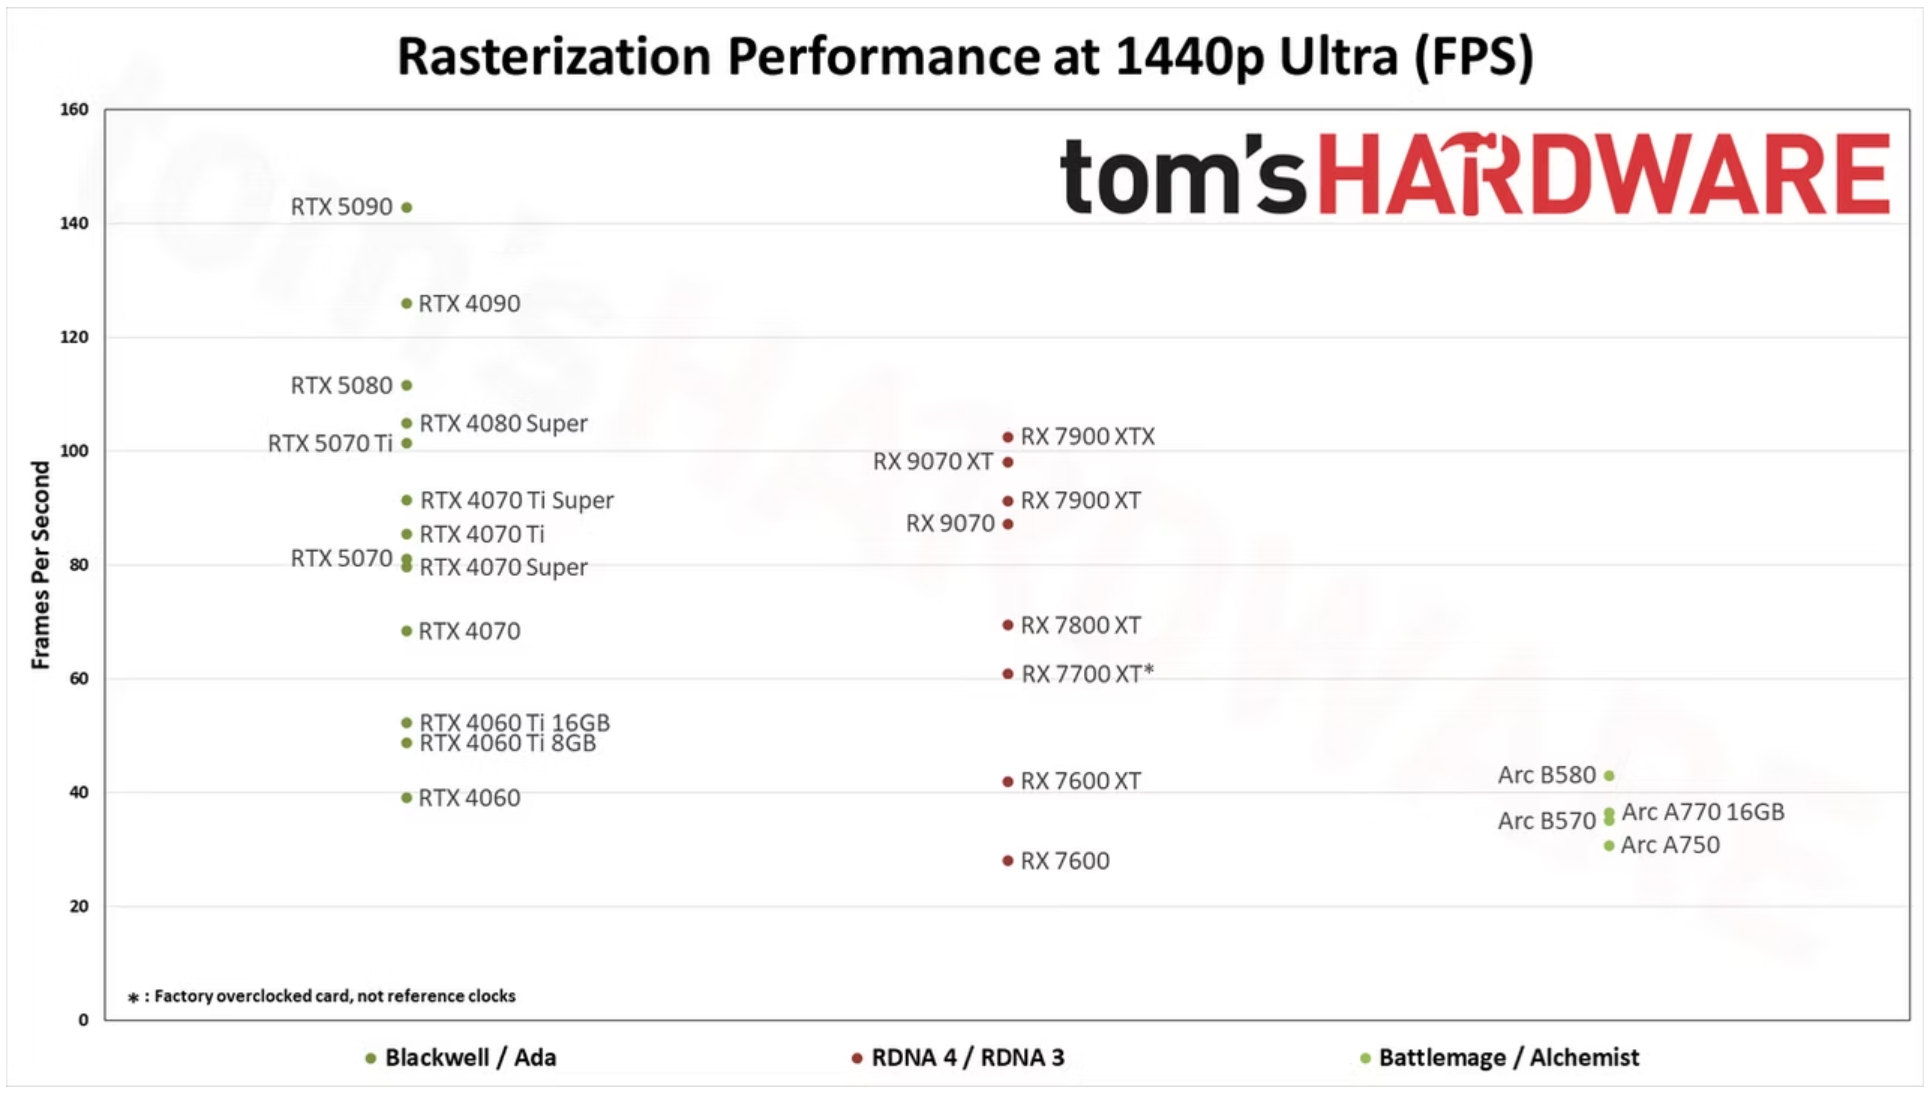 Rasterization Performance at 1440p Ultra (FPS)
tom'sHARDWARE
Frames Per Second
160
140
120
100
80
60
40
20
0
RTX 5090
RTX 4090
RTX 5080
RTX 4080 Super
RTX 5070 Ti
RTX 4070 Ti Super
RTX 4070 Ti
RTX 5070
RTX 4070 Super
RTX 4070
RTX 4060 Ti 16GB
RTX 4060 Ti 8GB
RTX 4060
RX 7900 XTX
RX 9070 XT
RX 7900 XT
RX 9070
RX 7800 XT
RX 7700 XT*
RX 7600 XT
RX 7600
Arc B580
Arc A770 16GB
Arc B570
Arc A750
* : Factory overclocked card, not reference clocks
Blackwell / Ada
RDNA 4 / RDNA 3
Battlemage / Alchemist
tom'sHARDWARE